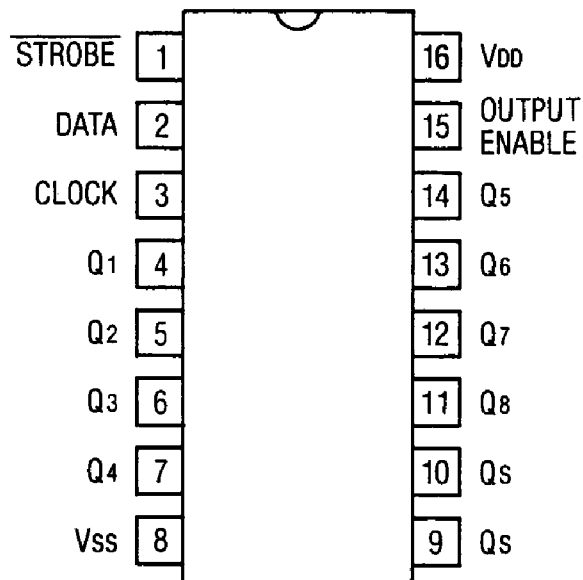 STROBE 1 16 VDD
DATA 2 15 OUTPUT ENABLE
CLOCK 3 14 Q5
Q1 4 13 Q6
Q2 5 12 Q7
Q3 6 11 Q8
Q4 7 10 QS
VSS 8 9 QS